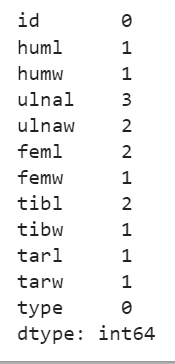 id 0
huml 1
humw 1
ulnal 3
ulnaw 2
feml 2
femw 1
tibl 2
tibw 1
tarl 1
tarw 1
type 0
dtype: int64